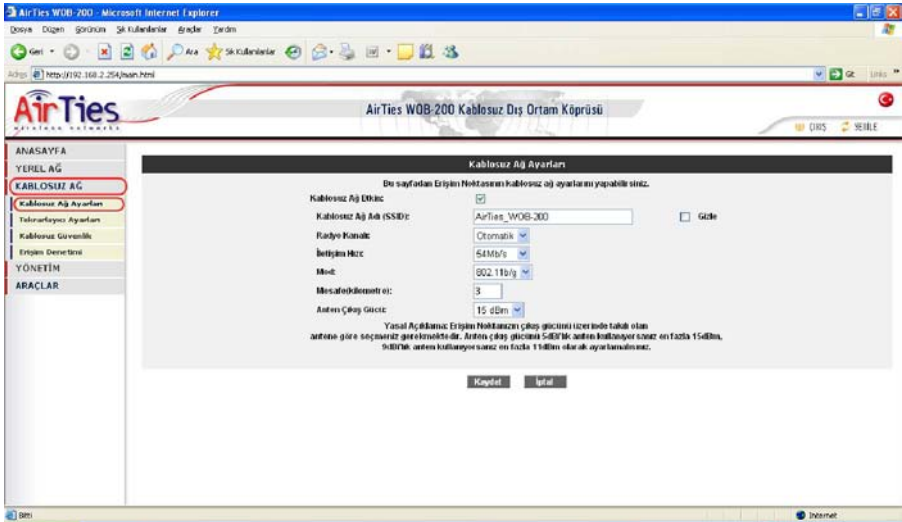 AirTies WOB-200 - Microsoft Internet Explorer
Dosya Düzen Görünüm Sık Kullanılanlar Araçlar Yardım
Geri Ara Sık Kullanılanlar
Adres http://192.168.2.254/main.html Git Links
AirTies
wireless networks
AirTies WOB-200 Kablosuz Dış Ortam Köprüsü
ANASAYFA
YEREL AĞ
KABLOSUZ AĞ
Kablosuz Ağ Ayarları
Tekrarlayıcı Ayarları
Kablosuz Güvenlik
Erişim Denetimi
YÖNETİM
ARAÇLAR
Kablosuz Ağ Ayarları
Bu sayfadan Erişim Noktasının kablosuz ağ ayarlarını yapabilirsiniz.
Kablosuz Ağ Etkin:
Kablosuz Ağ Adı (SSID): AirTies_WOB-200 Gizle
Radyo Kanalı: Otomatik
İletişim Hızı: 54Mb/s
Mod: 802.11b/g
Mesafe(kilometre): 3
Anten Çıkış Gücü: 15 dBm
Yasal Açıklama: Erişim Noktanızın çıkış gücünü üzerinde takılı olan
antene göre seçmeniz gerekmektedir. Anten çıkış gücünü 5dBi'lik anten kullanıyorsanız en fazla 15dBm,
9dBi'lik anten kullanıyorsanız en fazla 11dBm olarak ayarlamalısınız.
Kaydet İptal
Bitti Internet